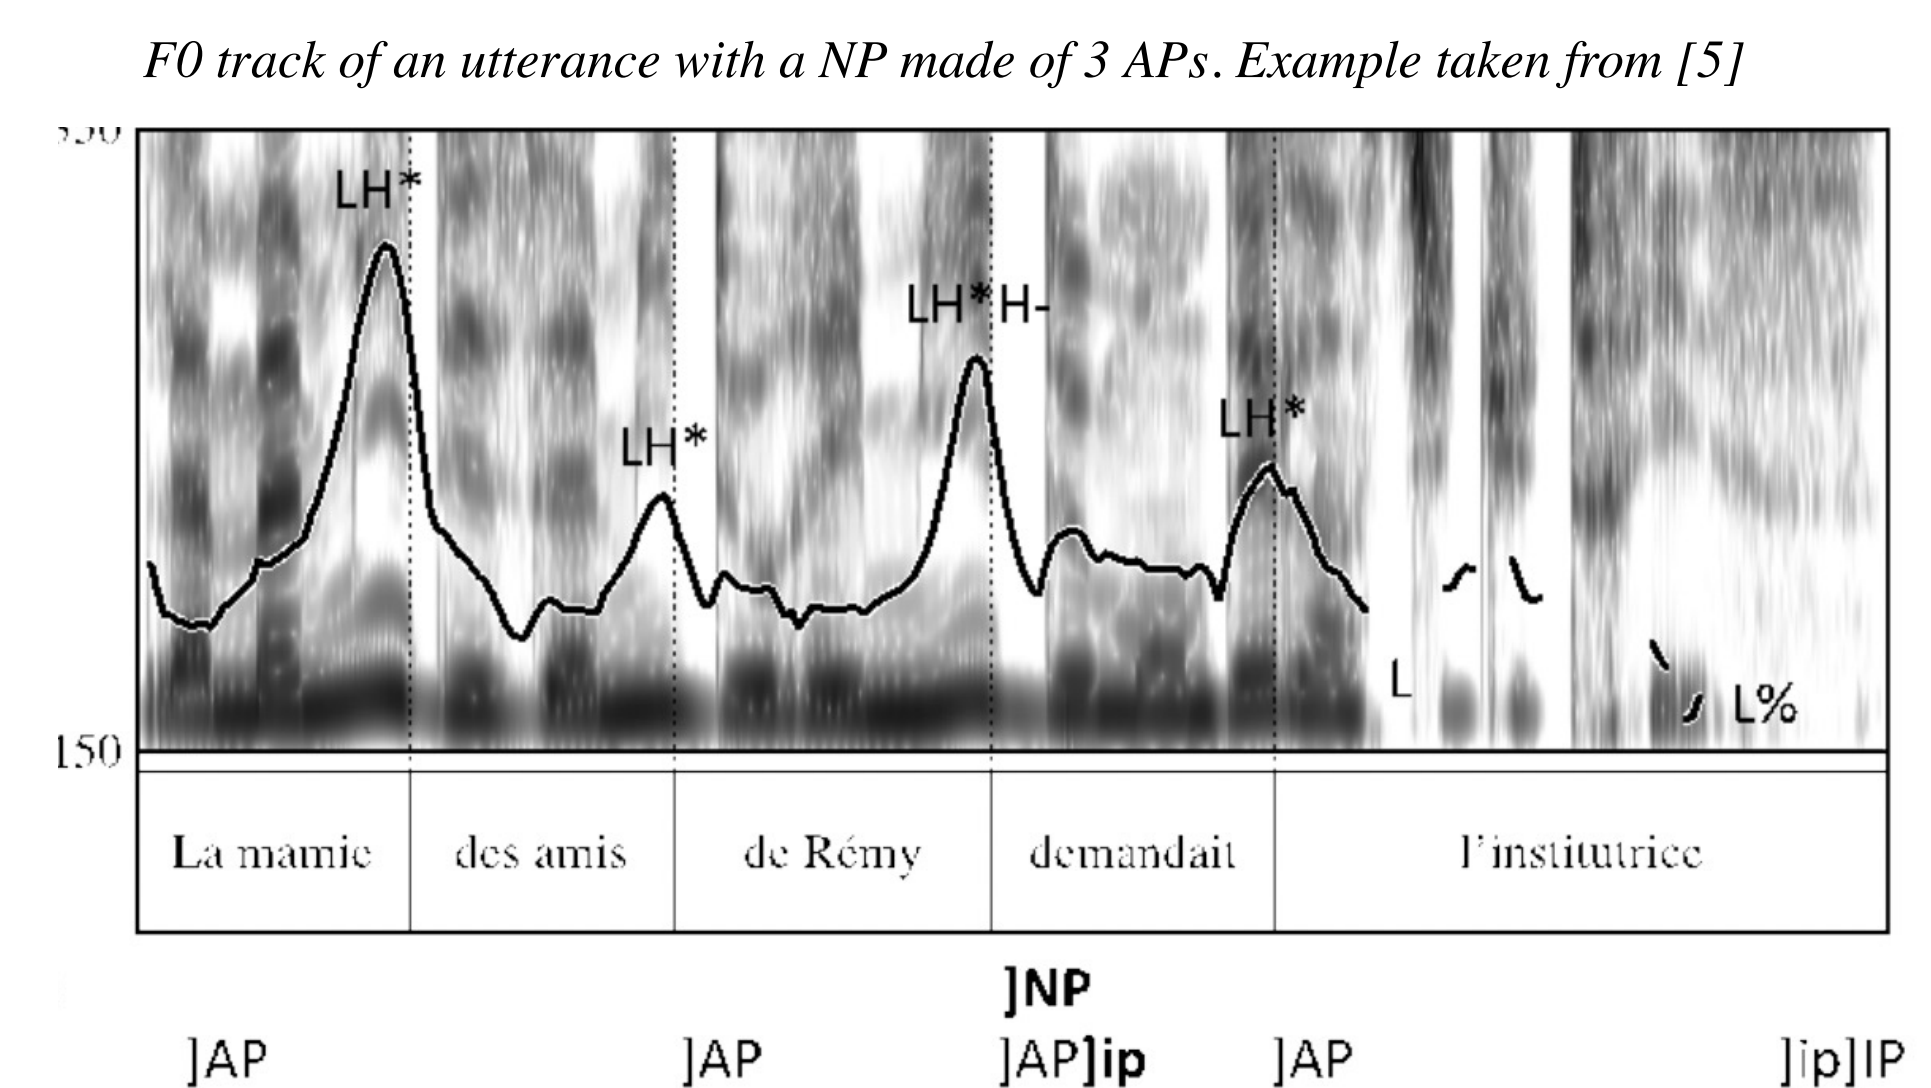 F0 track of an utterance with a NP made of 3 APs. Example taken from [5]
LH*
LH*H-
LH*
LH*
L
L%
150
La mamie des amis de Rémy demandait l'institutrice
]NP
]AP ]AP ]AP]ip ]AP ]ip]IP